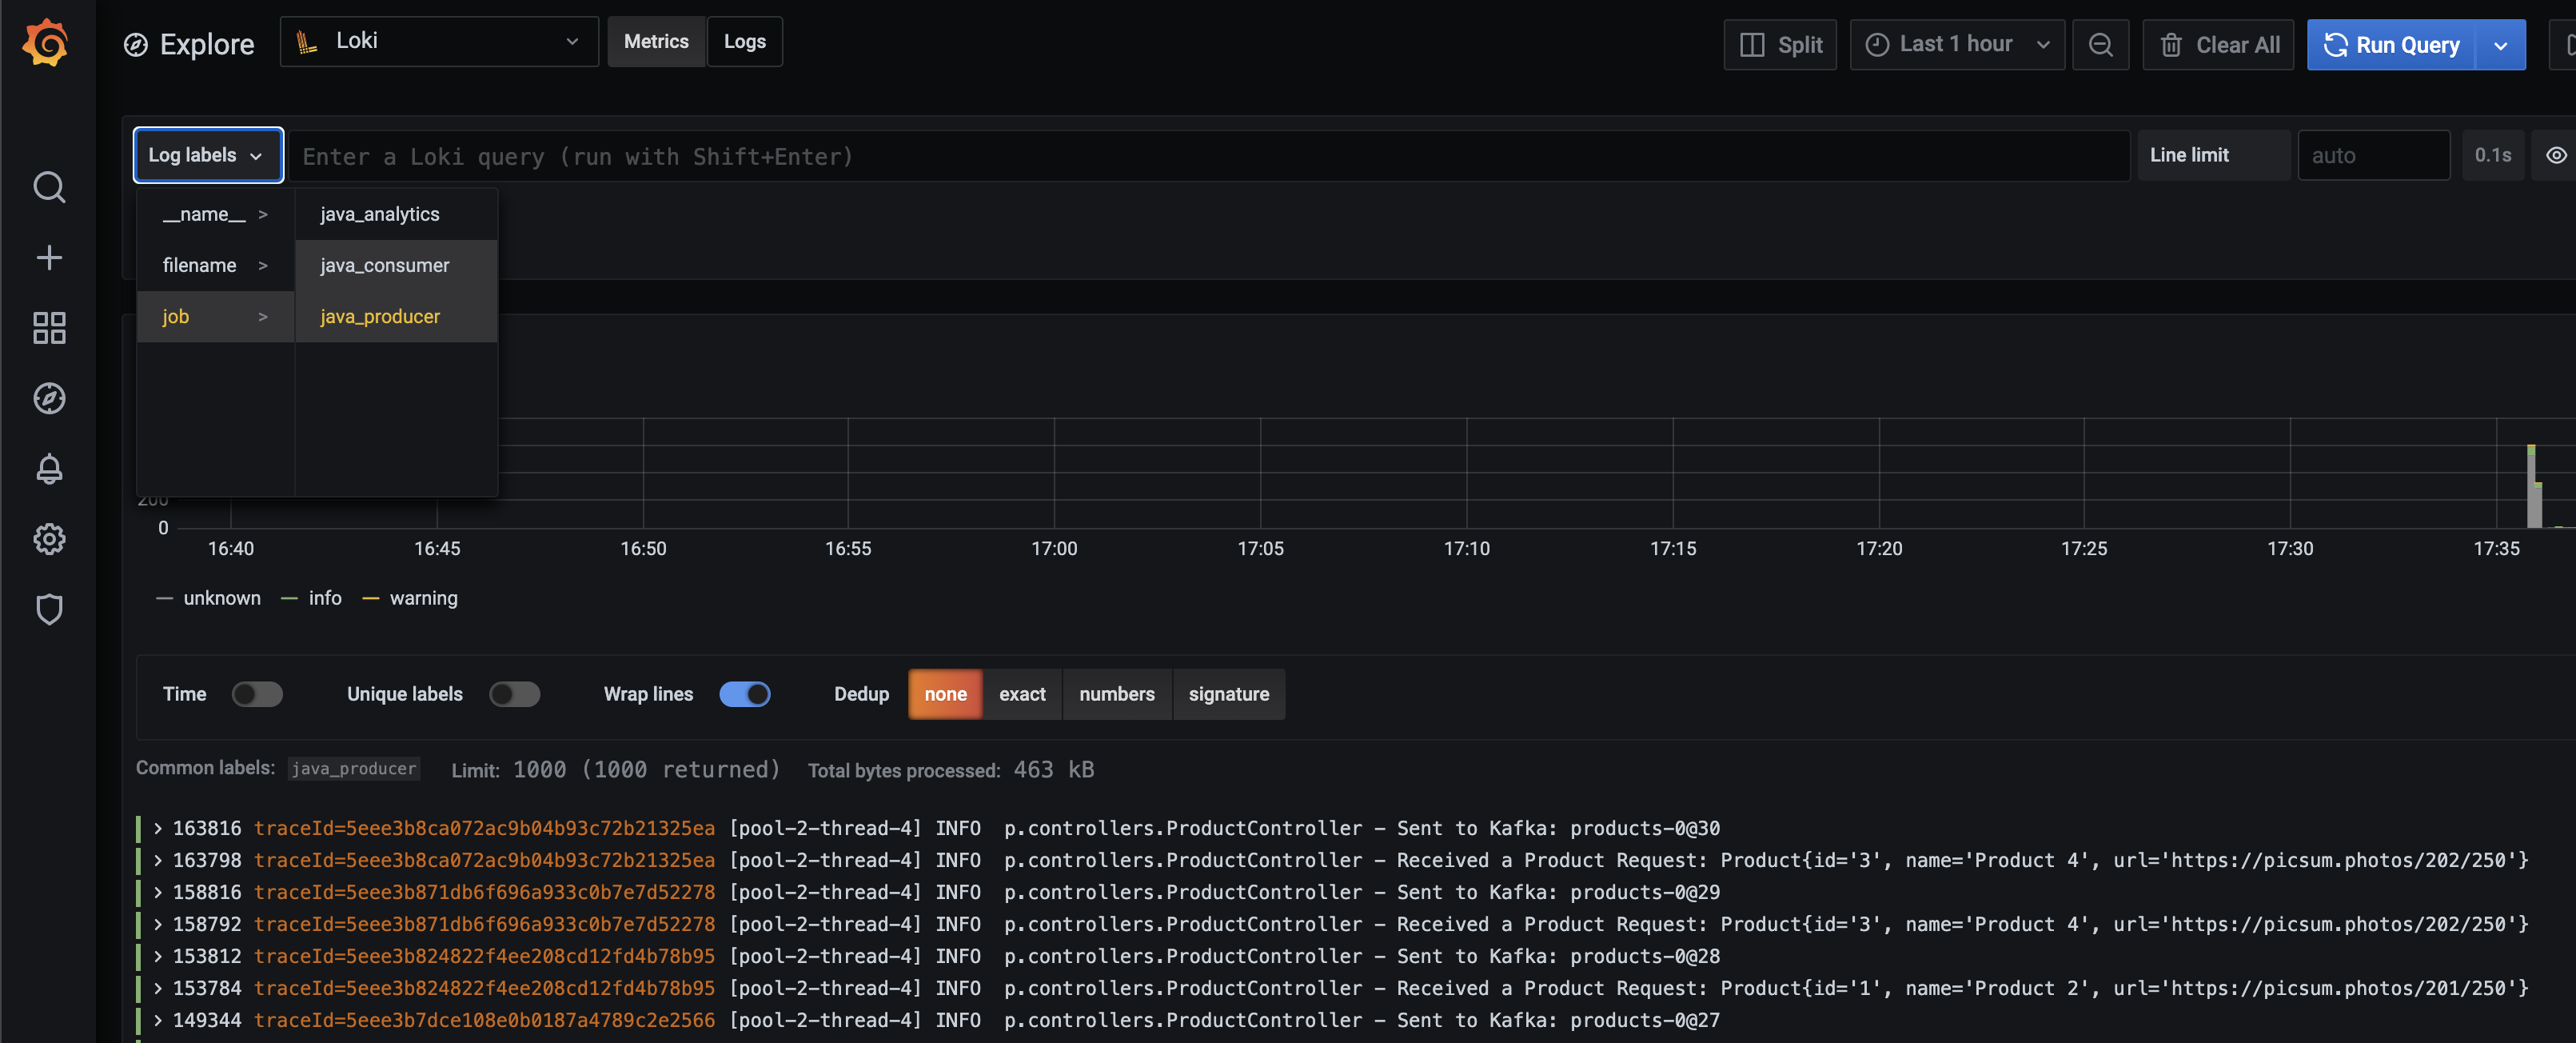 Explore Loki Metrics Logs Split Last 1 hour Clear All Run Query
Log labels Enter a Loki query (run with Shift+Enter) Line limit auto 0.1s
__name__ > java_analytics
filename > java_consumer
job > java_producer
200
0
16:40 16:45 16:50 16:55 17:00 17:05 17:10 17:15 17:20 17:25 17:30 17:35
unknown info warning
Time Unique labels Wrap lines Dedup none exact numbers signature
Common labels: java_producer Limit: 1000 (1000 returned) Total bytes processed: 463 kB
> 163816 traceId=5eee3b8ca072ac9b04b93c72b21325ea [pool-2-thread-4] INFO p.controllers.ProductController – Sent to Kafka: products-0@30
> 163798 traceId=5eee3b8ca072ac9b04b93c72b21325ea [pool-2-thread-4] INFO p.controllers.ProductController – Received a Product Request: Product{id='3', name='Product 4', url='https://picsum.photos/202/250'}
> 158816 traceId=5eee3b871db6f696a933c0b7e7d52278 [pool-2-thread-4] INFO p.controllers.ProductController – Sent to Kafka: products-0@29
> 158792 traceId=5eee3b871db6f696a933c0b7e7d52278 [pool-2-thread-4] INFO p.controllers.ProductController – Received a Product Request: Product{id='3', name='Product 4', url='https://picsum.photos/202/250'}
> 153812 traceId=5eee3b824822f4ee208cd12fd4b78b95 [pool-2-thread-4] INFO p.controllers.ProductController – Sent to Kafka: products-0@28
> 153784 traceId=5eee3b824822f4ee208cd12fd4b78b95 [pool-2-thread-4] INFO p.controllers.ProductController – Received a Product Request: Product{id='1', name='Product 2', url='https://picsum.photos/201/250'}
> 149344 traceId=5eee3b7dce108e0b0187a4789c2e2566 [pool-2-thread-4] INFO p.controllers.ProductController – Sent to Kafka: products-0@27